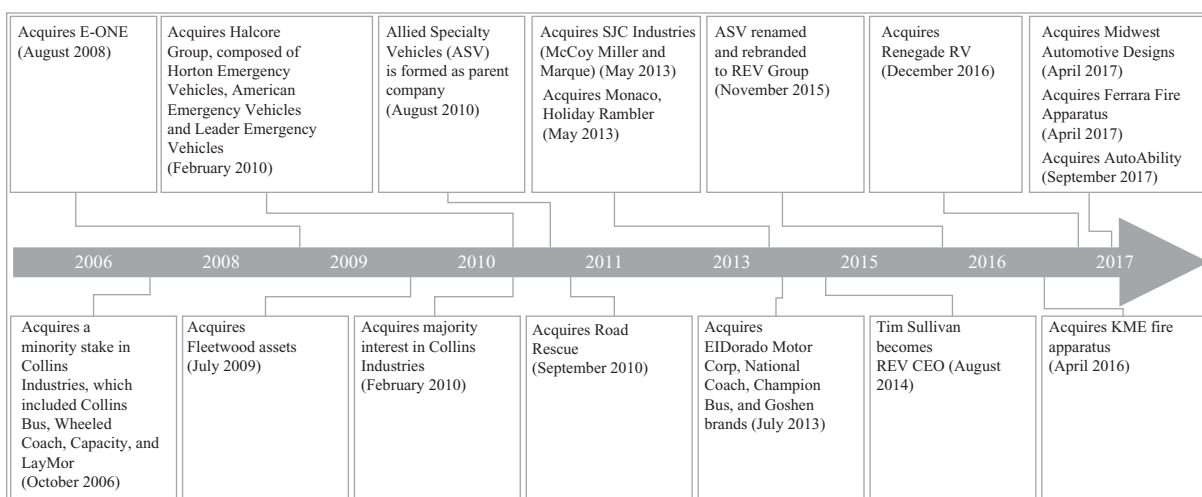 Acquires E-ONE
(August 2008)
Acquires Halcore
Group, composed of
Horton Emergency
Vehicles, American
Emergency Vehicles
and Leader Emergency
Vehicles
(February 2010)
Allied Specialty
Vehicles (ASV)
is formed as parent
company
(August 2010)
Acquires SJC Industries
(McCoy Miller and
Marque) (May 2013)
Acquires Monaco,
Holiday Rambler
(May 2013)
ASV renamed
and rebranded
to REV Group
(November 2015)
Acquires
Renegade RV
(December 2016)
Acquires Midwest
Automotive Designs
(April 2017)
Acquires Ferrara Fire
Apparatus
(April 2017)
Acquires AutoAbility
(September 2017)
2006 2008 2009 2010 2011 2013 2015 2016 2017
Acquires a
minority stake in
Collins
Industries, which
included Collins
Bus, Wheeled
Coach, Capacity, and
LayMor
(October 2006)
Acquires
Fleetwood assets
(July 2009)
Acquires majority
interest in Collins
Industries
(February 2010)
Acquires Road
Rescue
(September 2010)
Acquires
EIDorado Motor
Corp, National
Coach, Champion
Bus, and Goshen
brands (July 2013)
Tim Sullivan
becomes
REV CEO (August
2014)
Acquires KME fire
apparatus
(April 2016)